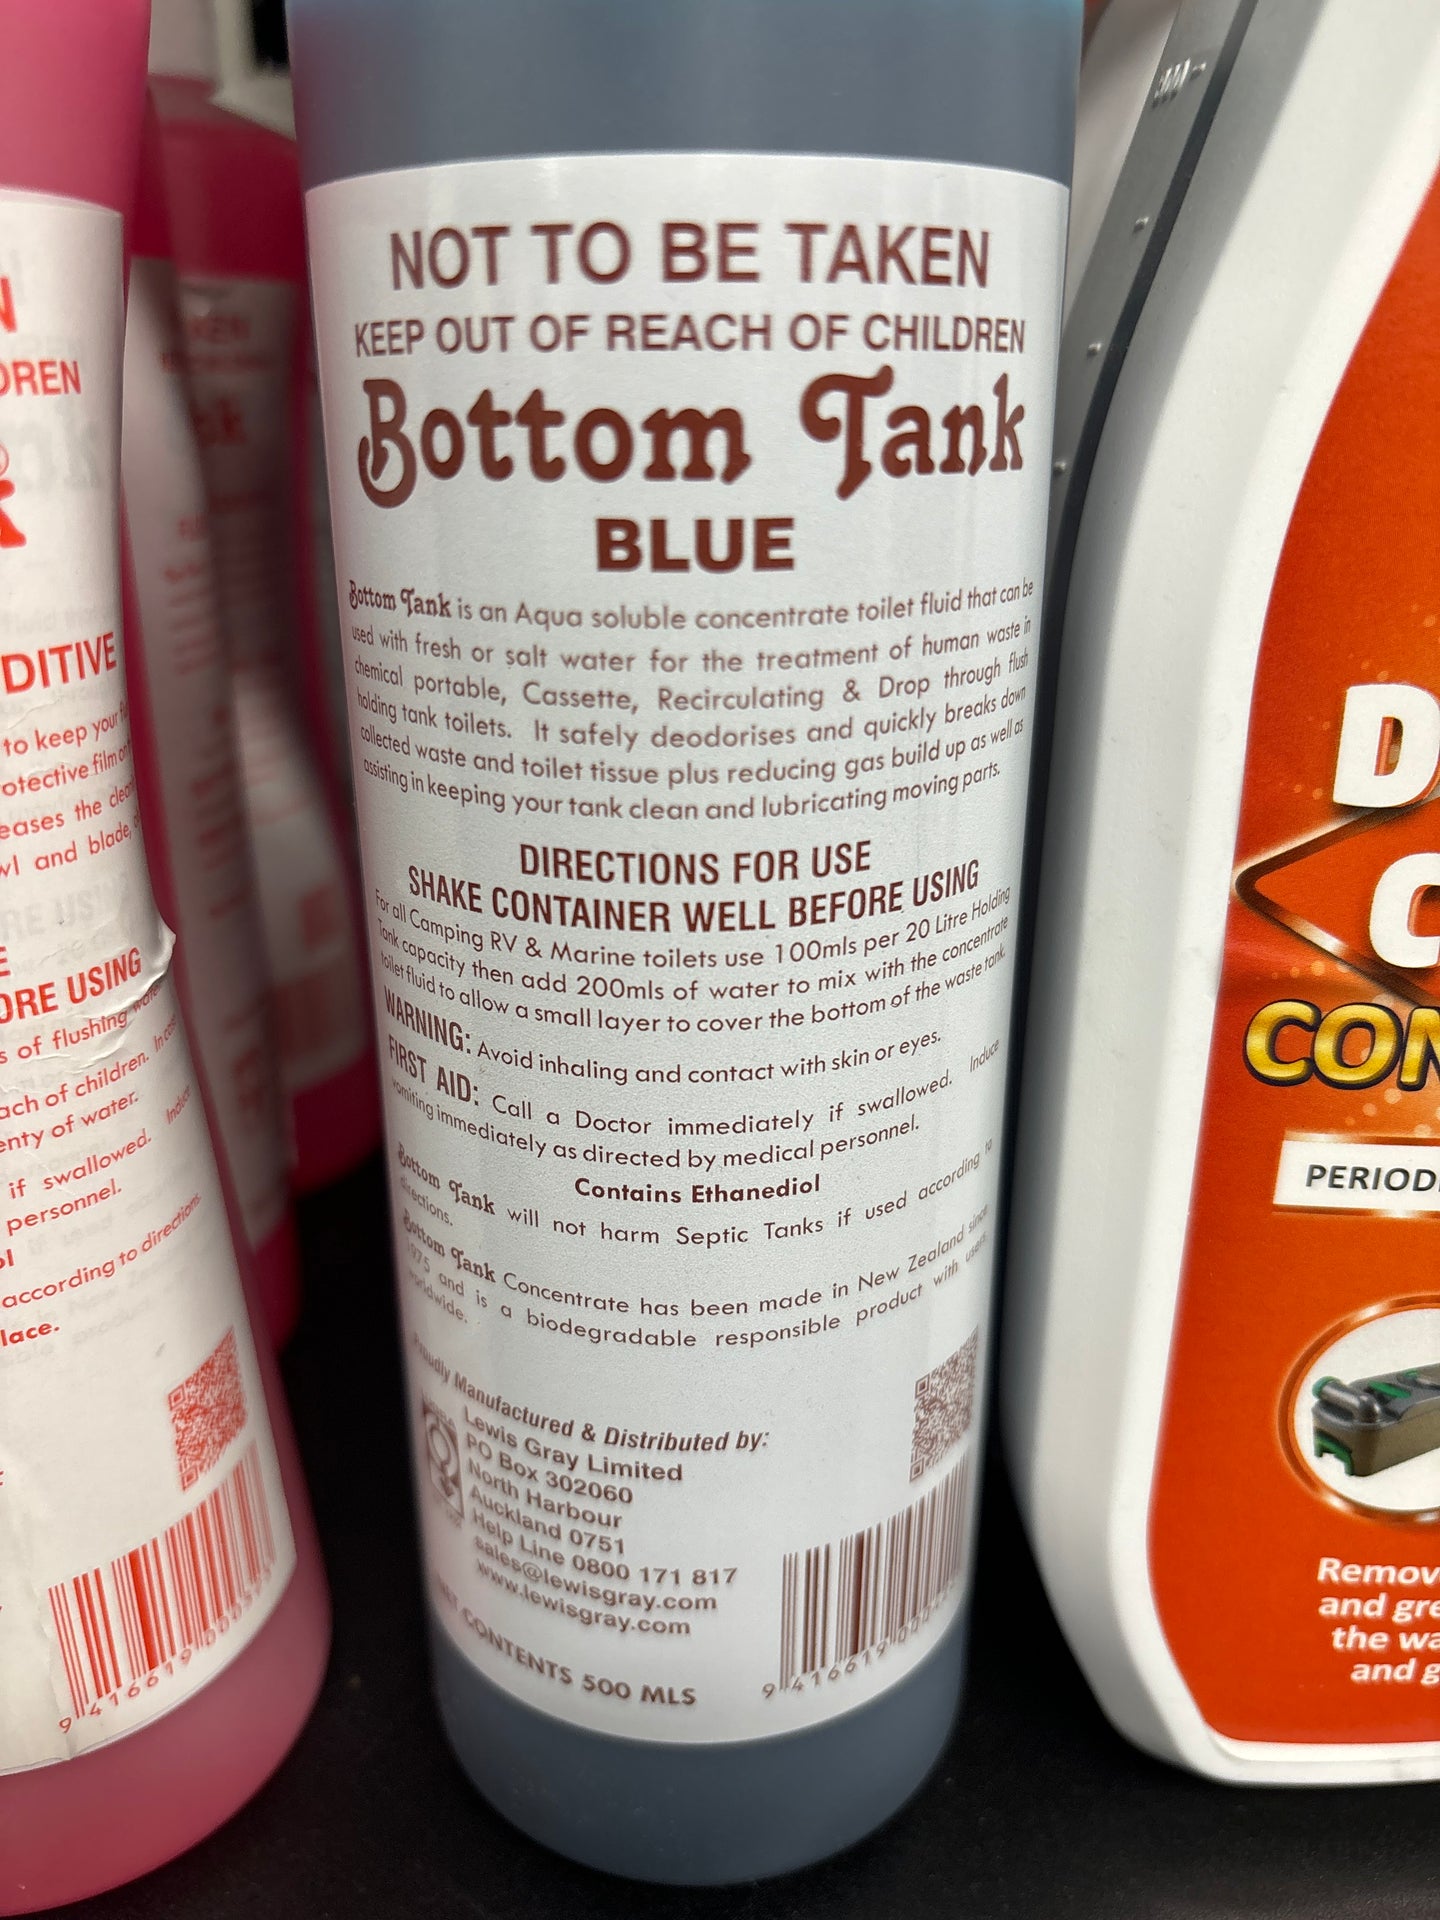 NOT TO BE TAKEN
KEEP OUT OF REACH OF CHILDREN
Bottom Tank
BLUE
Bottom Tank is an Aqua soluble concentrate toilet fluid that can be
used with fresh or salt water for the treatment of human waste in
chemical portable, Cassette, Recirculating & Drop through flush
holding tank toilets. It safely deodorises and quickly breaks down
collected waste and toilet tissue plus reducing gas build up as well as
assisting in keeping your tank clean and lubricating moving parts.
DIRECTIONS FOR USE
SHAKE CONTAINER WELL BEFORE USING
For all Camping RV & Marine toilets use 100mls per 20 Litre Holding
Tank capacity then add 200mls of water to mix with the concentrate
toilet fluid to allow a small layer to cover the bottom of the waste tank.
WARNING: Avoid inhaling and contact with skin or eyes.
FIRST AID: Call a Doctor immediately if swallowed. Induce
vomiting immediately as directed by medical personnel.
Contains Ethanediol
Bottom Tank will not harm Septic Tanks if used according to
directions.
Bottom Tank Concentrate has been made in New Zealand since
1975 and is a biodegradable responsible product with users
worldwide.
Proudly Manufactured & Distributed by:
Lewis Gray Limited
PO Box 302060
North Harbour
Auckland 0751
Help Line 0800 171 817
sales@lewisgray.com
www.lewisgray.com
NET CONTENTS 500 MLS
9 416619
DREN
DITIVE
to keep your
otective film on
eases the clean
wl and blade,
ORE USING
s of flushing water
ach of children. In case
enty of water.
if swallowed. Induce
personnel.
according to directions.
lace.
9 416619
D
C
CON
PERIOD
Remov
and gre
the wa
and g